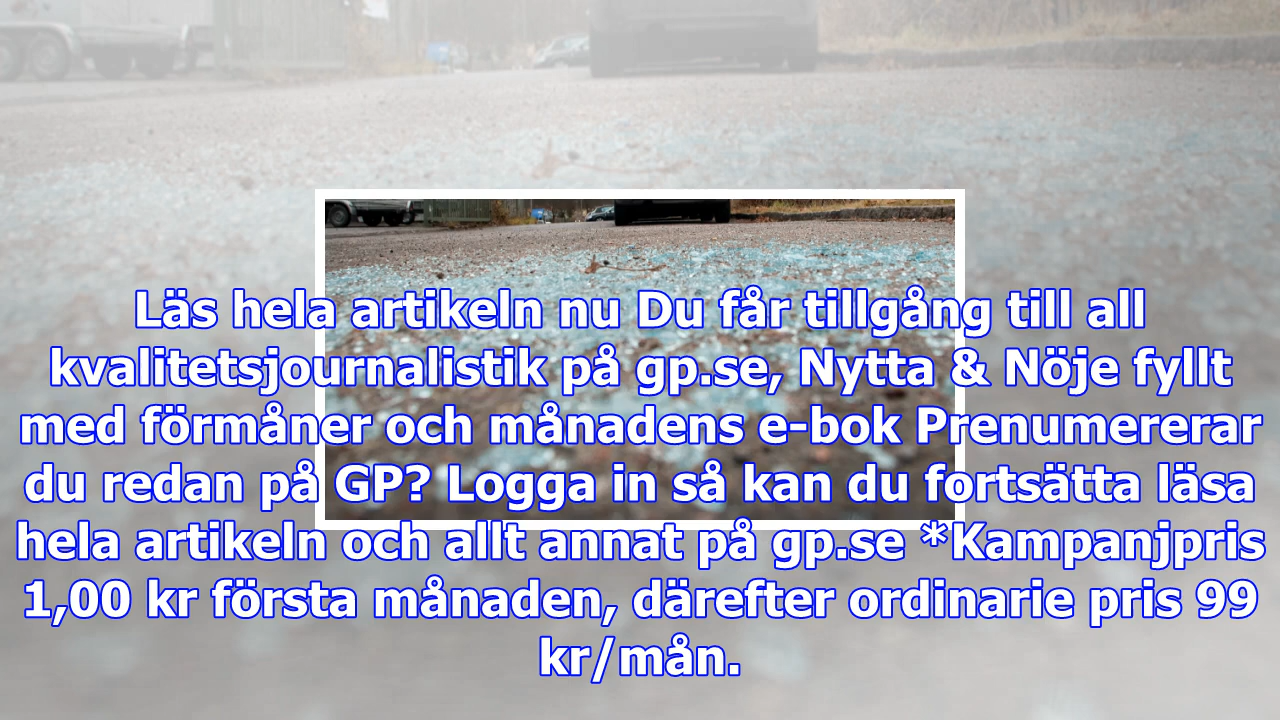 Läs hela artikeln nu Du får tillgång till all
kvalitetsjournalistik på gp.se, Nytta & Nöje fyllt
med förmåner och månadens e-bok Prenumererar
du redan på GP? Logga in så kan du fortsätta läsa
hela artikeln och allt annat på gp.se *Kampanjpris
1,00 kr första månaden, därefter ordinarie pris 99
kr/mån.